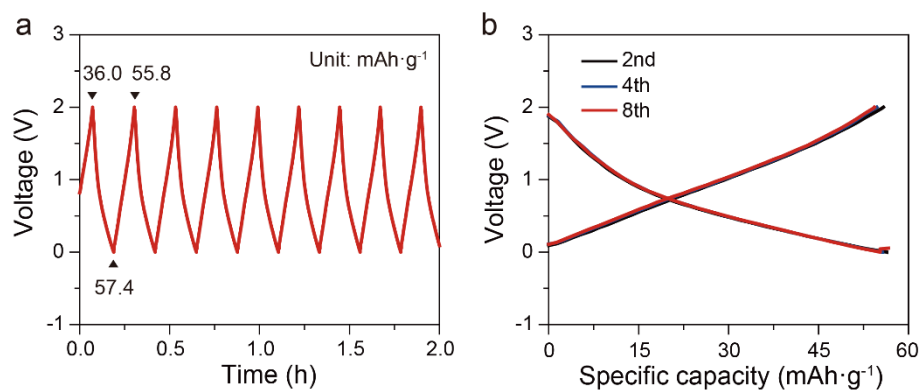 a
Unit: mAh·g⁻¹
36.0 55.8
57.4
3
2
1
0
-1
Voltage (V)
0.0 0.5 1.0 1.5 2.0
Time (h)
b
2nd
4th
8th
3
2
1
0
-1
Voltage (V)
0 15 30 45 60
Specific capacity (mAh·g⁻¹)